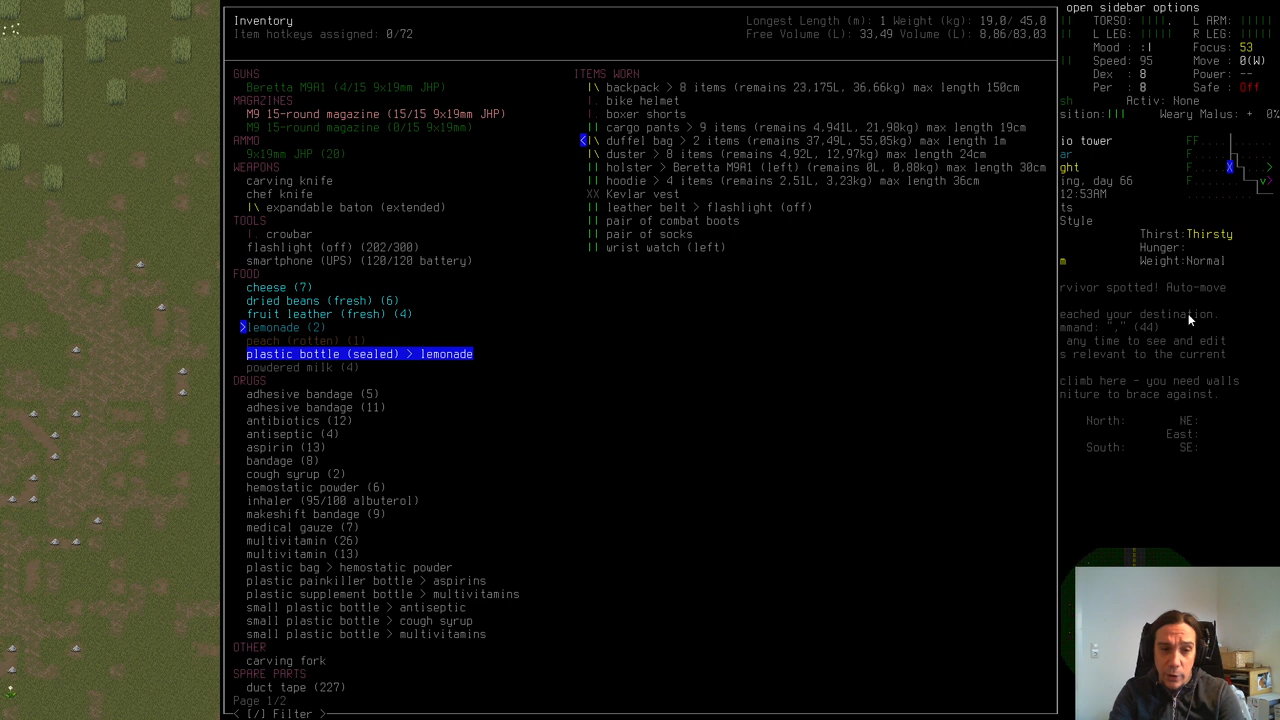 open sidebar options
Inventory
Item hotkeys assigned: 0/72
Longest Length (m): 1 Weight (kg): 19,0/ 45,0
Free Volume (L): 33,49 Volume (L): 8,86/83,03
GUNS
Beretta M9A1 (4/15 9x19mm JHP)
MAGAZINES
M9 15-round magazine (15/15 9x19mm JHP)
M9 15-round magazine (0/15 9x19mm)
AMMO
9x19mm JHP (20)
WEAPONS
carving knife
chef knife
|\ expandable baton (extended)
TOOLS
|. crowbar
flashlight (off) (202/300)
smartphone (UPS) (120/120 battery)
FOOD
cheese (7)
dried beans (fresh) (6)
fruit leather (fresh) (4)
>lemonade (2)
peach (rotten) (1)
plastic bottle (sealed) > lemonade
powdered milk (4)
DRUGS
adhesive bandage (5)
adhesive bandage (11)
antibiotics (12)
antiseptic (4)
aspirin (13)
bandage (8)
cough syrup (2)
hemostatic powder (6)
inhaler (95/100 albuterol)
makeshift bandage (9)
medical gauze (7)
multivitamin (26)
multivitamin (13)
plastic bag > hemostatic powder
plastic painkiller bottle > aspirins
plastic supplement bottle > multivitamins
small plastic bottle > antiseptic
small plastic bottle > cough syrup
small plastic bottle > multivitamins
OTHER
carving fork
SPARE PARTS
duct tape (227)
Page 1/2
< [/] Filter >
ITEMS WORN
|\ backpack > 8 items (remains 23,175L, 36,66kg) max length 150cm
|. bike helmet
|. boxer shorts
|| cargo pants > 9 items (remains 4,941L, 21,90kg) max length 19cm
<|\ duffel bag > 2 items (remains 37,49L, 55,05kg) max length 1m
|\ duster > 8 items (remains 4,92L, 12,97kg) max length 24cm
|| holster > Beretta M9A1 (left) (remains 0L, 0,88kg) max length 30cm
|| hoodie > 4 items (remains 2,51L, 3,23kg) max length 36cm
XX Kevlar vest
|| leather belt > flashlight (off)
|| pair of combat boots
|| pair of socks
|| wrist watch (left)
|| TORSO: ||||, L ARM: |||||
|| L LEG: ||||| R LEG: |||||
Mood : :| Focus: 53
Speed: 95 Move : 0(W)
Dex : 8 Power: --
Per : 8 Safe : Off
sh Activ: None
sition:||| Weary Malus: + 0%
io tower
ar
ght
ing, day 66
12:53AM
ts
Style
FF
F
F X >
F v>
F
Thirst:Thirsty
Hunger:
m Weight:Normal
rvivor spotted! Auto-move
eached your destination.
mmand: "," (44)
any time to see and edit
s relevant to the current
climb here - you need walls
niture to brace against.
North: NE:
East:
South: SE: